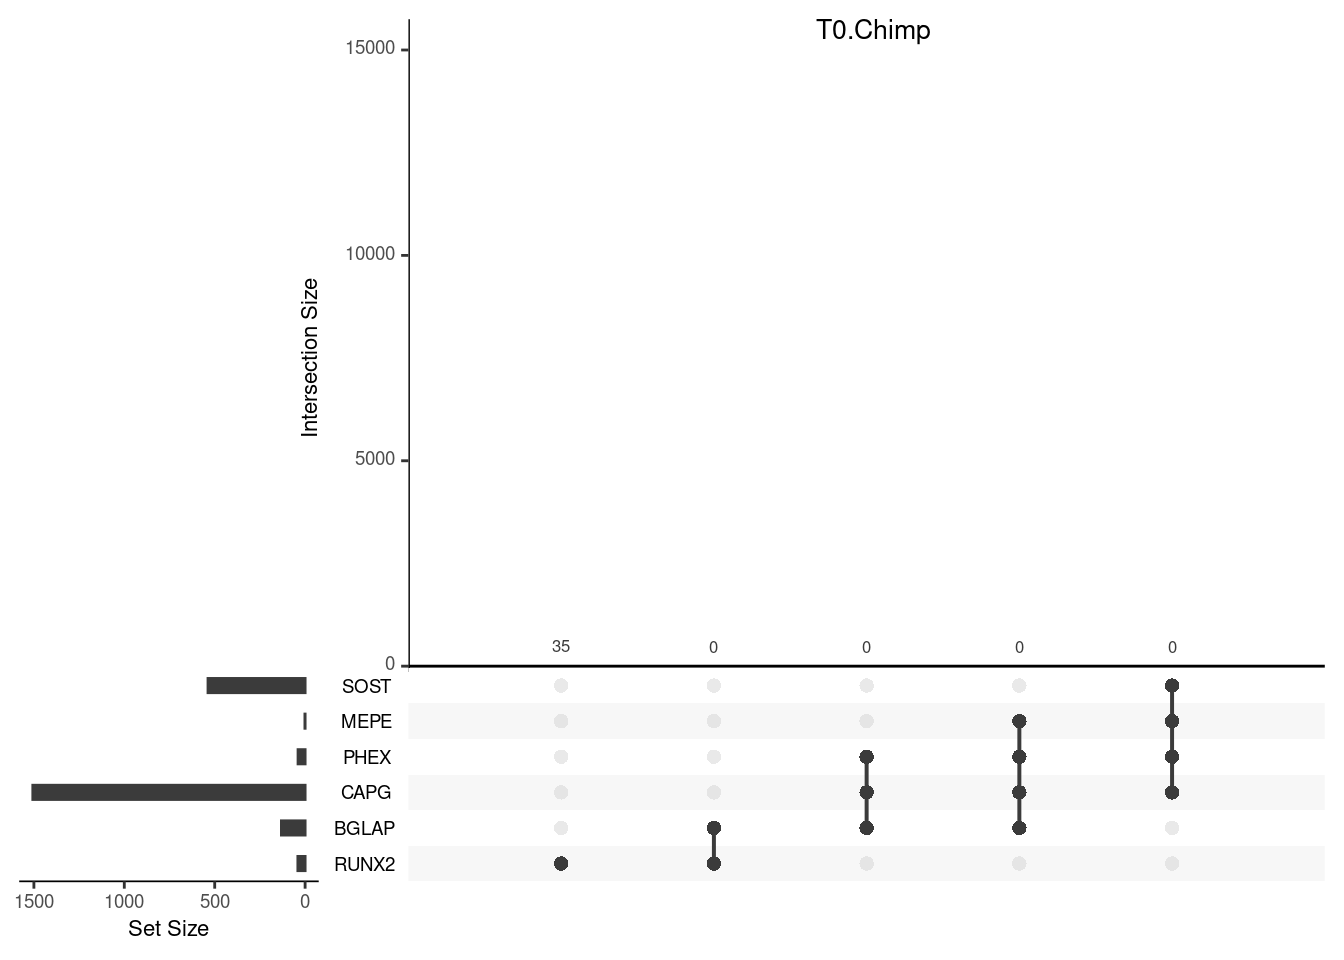 T0.Chimp
15000
10000
5000
0
Intersection Size
35 0 0 0 0
SOST
MEPE
PHEX
CAPG
BGLAP
RUNX2
1500 1000 500 0
Set Size